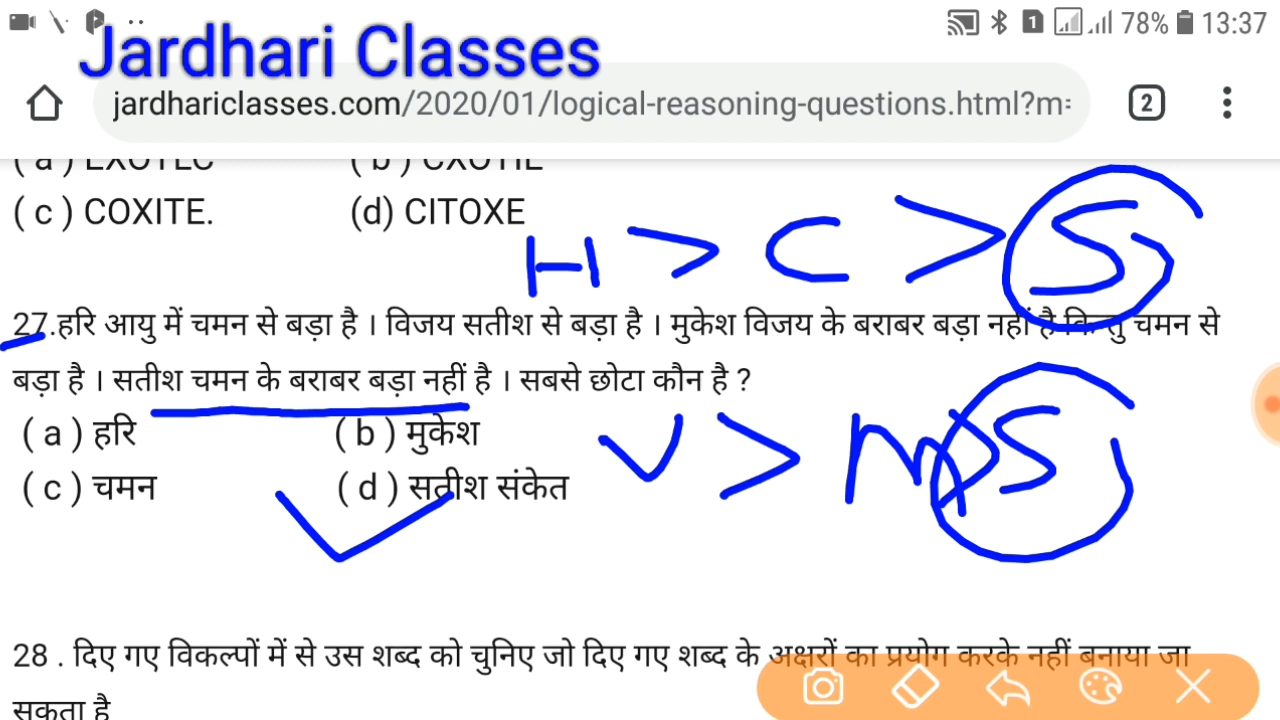 78% 13:37
Jardhari Classes
jardhariclasses.com/2020/01/logical-reasoning-questions.html?m=
2
( a ) EXOTEC ( b ) CXOTIE
( c ) COXITE. (d) CITOXE
H > C > S
27.हरि आयु में चमन से बड़ा है । विजय सतीश से बड़ा है । मुकेश विजय के बराबर बड़ा नहीं है किन्तु चमन से
बड़ा है । सतीश चमन के बराबर बड़ा नहीं है । सबसे छोटा कौन है ?
( a ) हरि ( b ) मुकेश
V > M > S
( c ) चमन ( d ) सतीश संकेत
28 . दिए गए विकल्पों में से उस शब्द को चुनिए जो दिए गए शब्द के अक्षरों का प्रयोग करके नहीं बनाया जा
सकता है